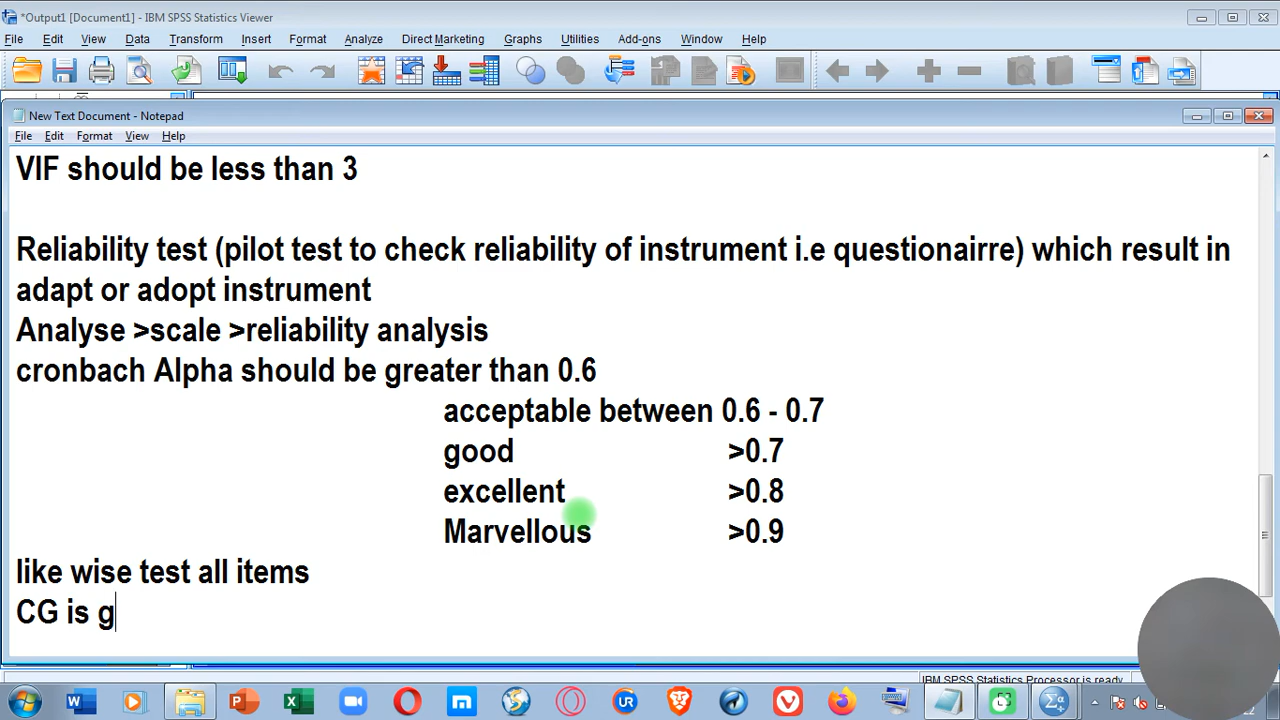 *Output1 [Document1] - IBM SPSS Statistics Viewer
File Edit View Data Transform Insert Format Analyze Direct Marketing Graphs Utilities Add-ons Window Help
New Text Document - Notepad
File Edit Format View Help
VIF should be less than 3
Reliability test (pilot test to check reliability of instrument i.e questionairre) which result in
adapt or adopt instrument
Analyse >scale >reliability analysis
cronbach Alpha should be greater than 0.6
acceptable between 0.6 - 0.7
good >0.7
excellent >0.8
Marvellous >0.9
like wise test all items
CG is g
IBM SPSS Statistics Processor is ready